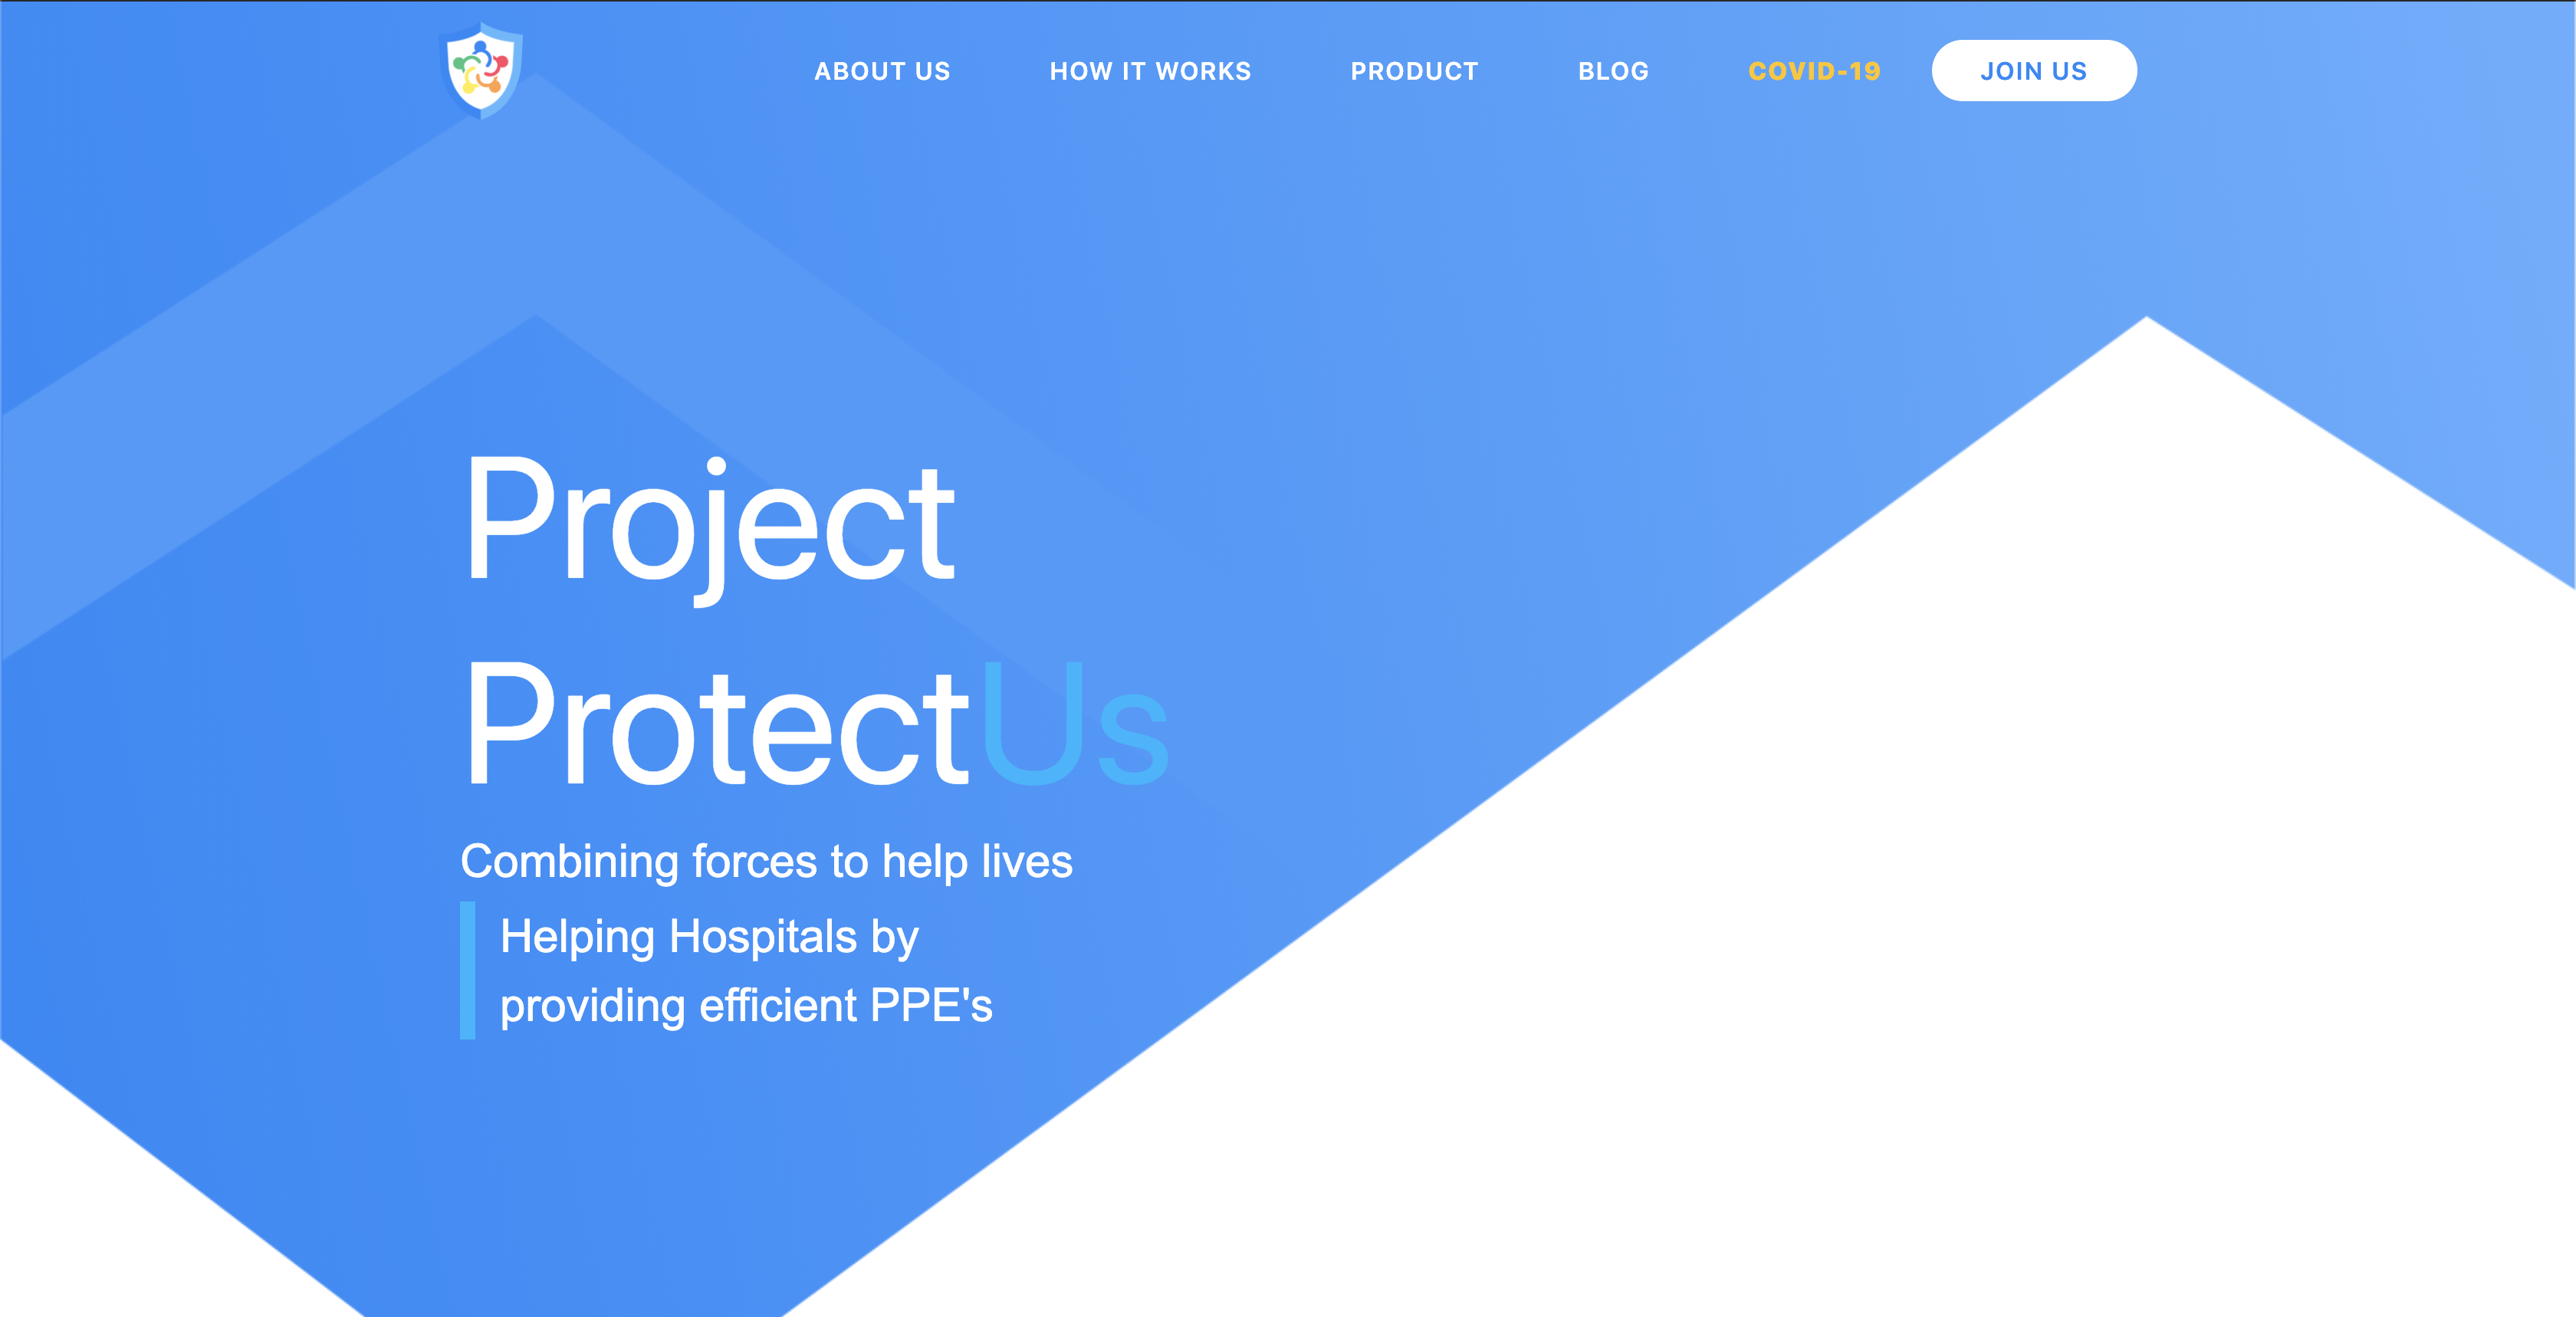 ABOUT US HOW IT WORKS PRODUCT BLOG COVID-19 JOIN US
Project
ProtectUs
Combining forces to help lives
Helping Hospitals by
providing efficient PPE's